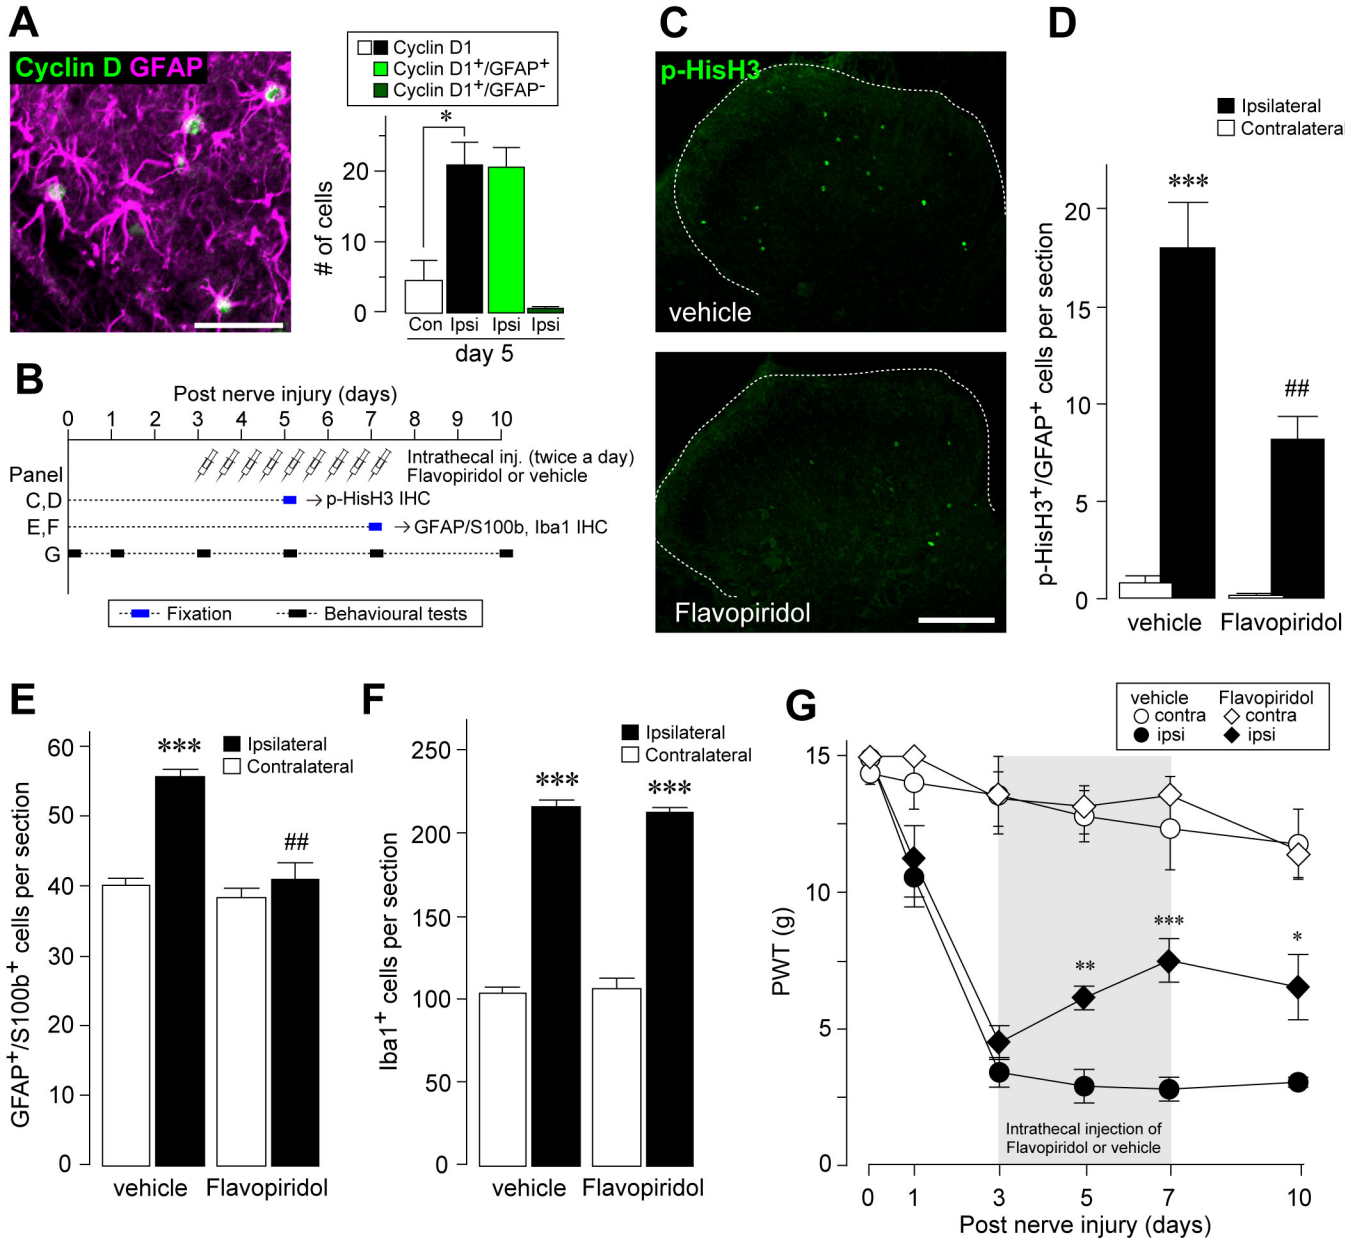 A
Cyclin D GFAP
Cyclin D1
Cyclin D1+/GFAP+
Cyclin D1+/GFAP-
# of cells
20
10
0
*
Con Ipsi Ipsi Ipsi
day 5
B
Post nerve injury (days)
0 1 2 3 4 5 6 7 8 9 10
Intrathecal inj. (twice a day)
Flavopiridol or vehicle
Panel
C,D
p-HisH3 IHC
E,F
GFAP/S100b, Iba1 IHC
G
Fixation Behavioural tests
C
p-HisH3
vehicle
Flavopiridol
D
Ipsilateral
Contralateral
p-HisH3+/GFAP+ cells per section
20
15
10
5
0
***
##
vehicle Flavopiridol
E
Ipsilateral
Contralateral
GFAP+/S100b+ cells per section
60
50
40
30
20
10
0
***
##
vehicle Flavopiridol
F
Ipsilateral
Contralateral
Iba1+ cells per section
250
200
150
100
50
0
***
***
vehicle Flavopiridol
G
vehicle Flavopiridol
contra contra
ipsi ipsi
PWT (g)
15
10
5
0
**
***
*
Intrathecal injection of
Flavopiridol or vehicle
0 1 3 5 7 10
Post nerve injury (days)